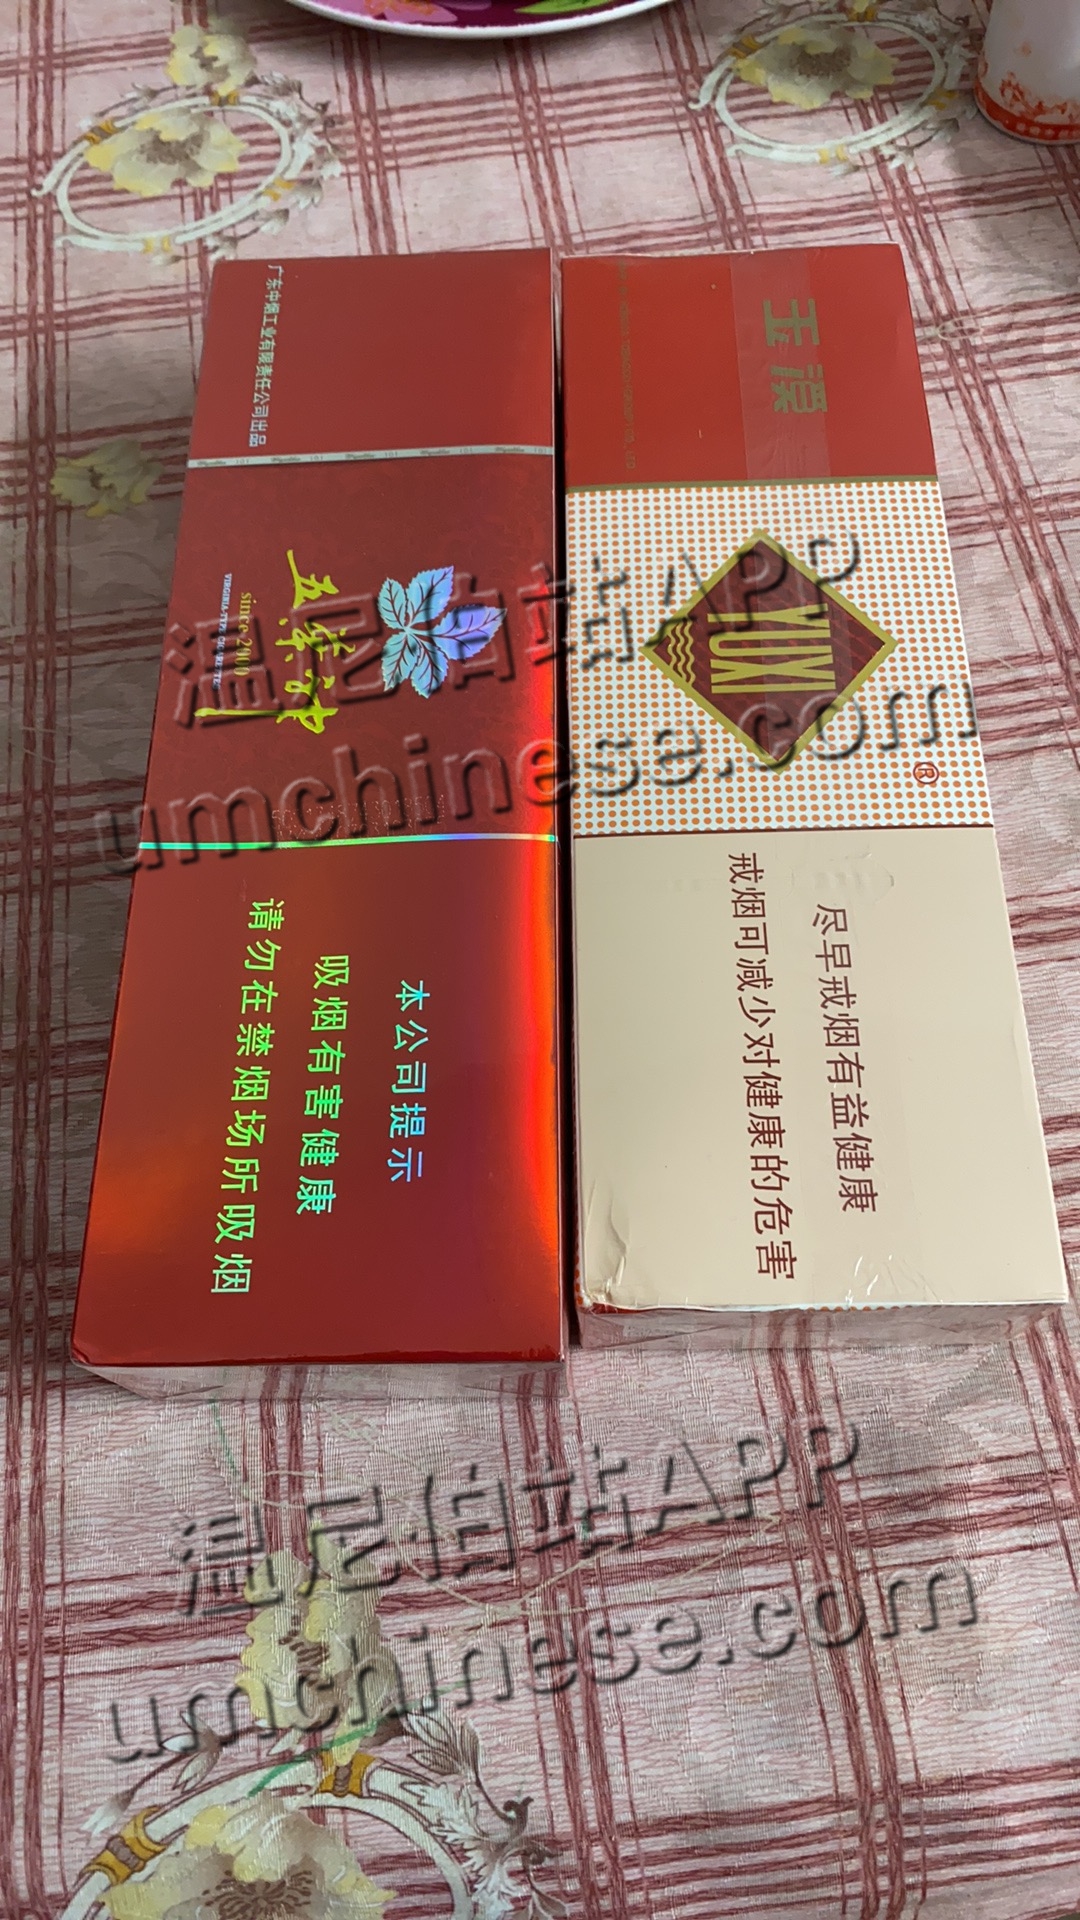 广东中烟工业有限责任公司出品
五叶神
since 2000
本公司提示
吸烟有害健康
请勿在禁烟场所吸烟
玉溪
YUXI
®
尽早戒烟有益健康
戒烟可减少对健康的危害
温尼伯站APP
umchinese.com
温尼伯站APP
umchinese.com